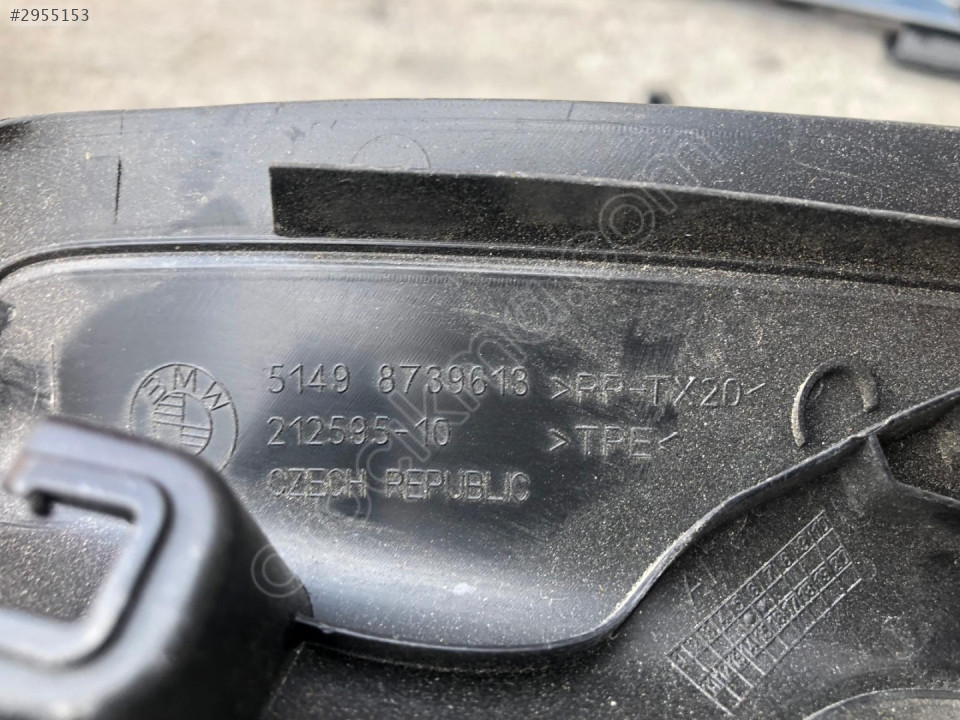 #2955153
BMW
5149 8739613 >PP-TX20<
212595-10 >TPE<
CZECH REPUBLIC